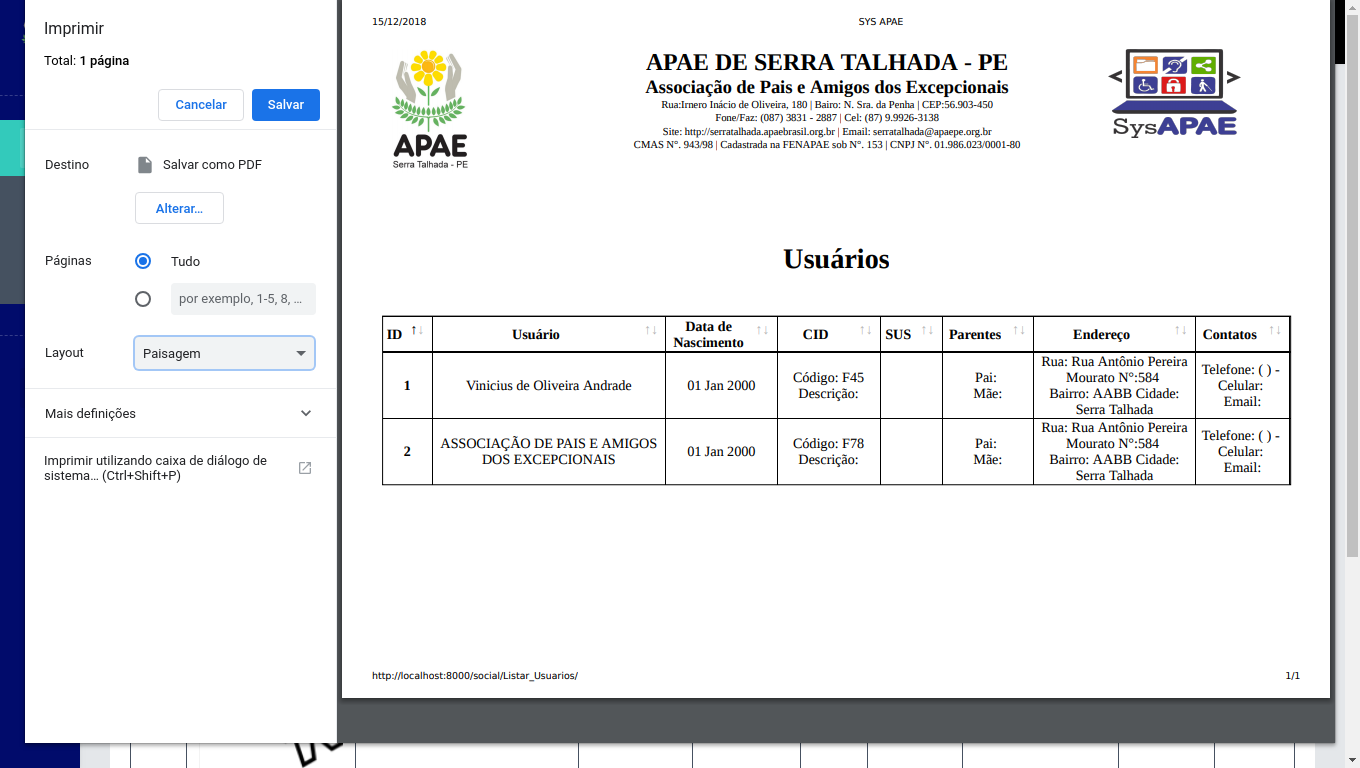 Imprimir
Total: 1 página
Cancelar
Salvar
Destino
Salvar como PDF
Alterar...
Páginas
Tudo
por exemplo, 1-5, 8, ...
Layout
Paisagem
Mais definições
Imprimir utilizando caixa de diálogo de
sistema... (Ctrl+Shift+P)
15/12/2018
SYS APAE
APAE
Serra Talhada - PE
APAE DE SERRA TALHADA - PE
Associação de Pais e Amigos dos Excepcionais
Rua:Irnero Inácio de Oliveira, 180 | Bairro: N. Sra. da Penha | CEP:56.903-450
Fone/Faz: (087) 3831 - 2887 | Cel: (87) 9.9926-3138
Site: http://serratalhada.apaebrasil.org.br | Email: serratalhada@apaepe.org.br
CMAS N°. 943/98 | Cadastrada na FENAPAE sob N°. 153 | CNPJ N°. 01.986.023/0001-80
SysAPAE
Usuários
ID
Usuário
Data de
Nascimento
CID
SUS
Parentes
Endereço
Contatos
1
Vinicius de Oliveira Andrade
01 Jan 2000
Código: F45
Descrição:
Pai:
Mãe:
Rua: Rua Antônio Pereira
Mourato N°:584
Bairro: AABB Cidade:
Serra Talhada
Telefone: ( ) -
Celular:
Email:
2
ASSOCIAÇÃO DE PAIS E AMIGOS
DOS EXCEPCIONAIS
01 Jan 2000
Código: F78
Descrição:
Pai:
Mãe:
Rua: Rua Antônio Pereira
Mourato N°:584
Bairro: AABB Cidade:
Serra Talhada
Telefone: ( ) -
Celular:
Email:
http://localhost:8000/social/Listar_Usuarios/
1/1